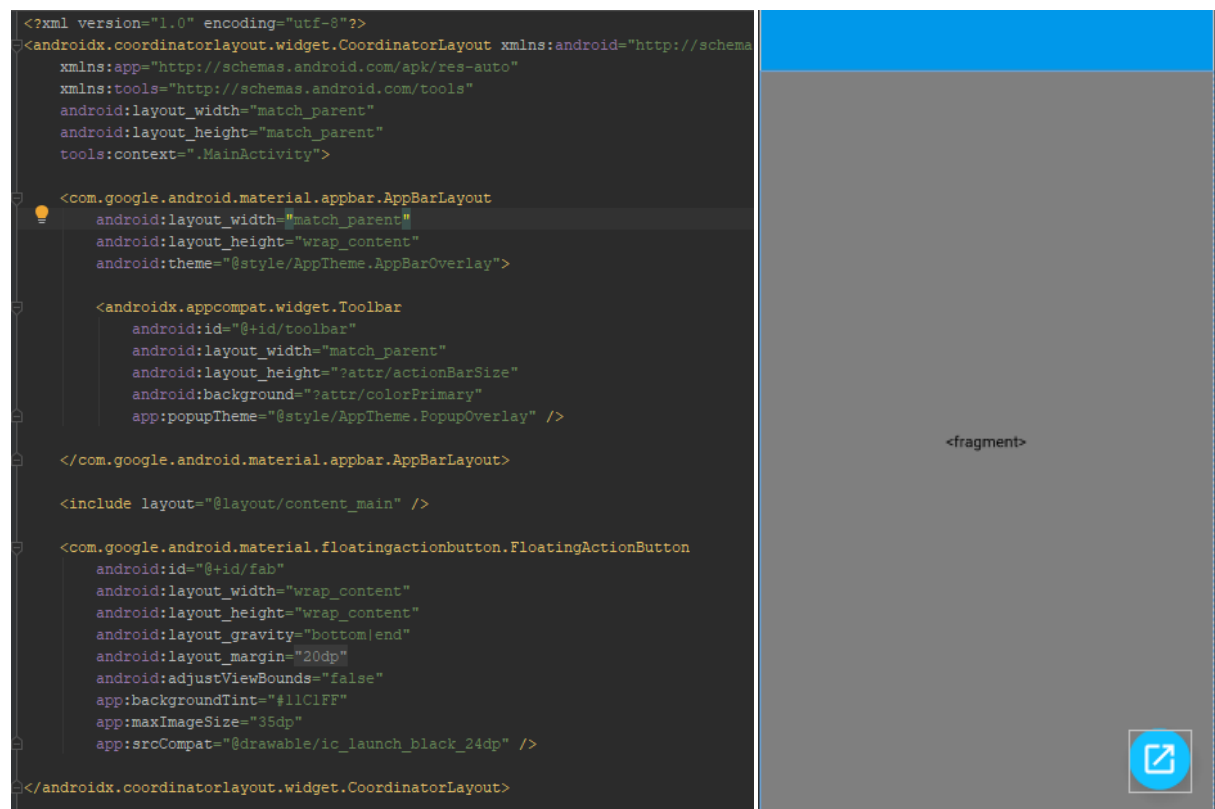 <?xml version="1.0" encoding="utf-8"?>
<androidx.coordinatorlayout.widget.CoordinatorLayout xmlns:android="http://schema
xmlns:app="http://schemas.android.com/apk/res-auto"
xmlns:tools="http://schemas.android.com/tools"
android:layout_width="match_parent"
android:layout_height="match_parent"
tools:context=".MainActivity">
<com.google.android.material.appbar.AppBarLayout
android:layout_width="match_parent"
android:layout_height="wrap_content"
android:theme="@style/AppTheme.AppBarOverlay">
<androidx.appcompat.widget.Toolbar
android:id="@+id/toolbar"
android:layout_width="match_parent"
android:layout_height="?attr/actionBarSize"
android:background="?attr/colorPrimary"
app:popupTheme="@style/AppTheme.PopupOverlay" />
</com.google.android.material.appbar.AppBarLayout>
<include layout="@layout/content_main" />
<com.google.android.material.floatingactionbutton.FloatingActionButton
android:id="@+id/fab"
android:layout_width="wrap_content"
android:layout_height="wrap_content"
android:layout_gravity="bottom|end"
android:layout_margin="20dp"
android:adjustViewBounds="false"
app:backgroundTint="#11C1FF"
app:maxImageSize="35dp"
app:srcCompat="@drawable/ic_launch_black_24dp" />
</androidx.coordinatorlayout.widget.CoordinatorLayout>
<fragment>